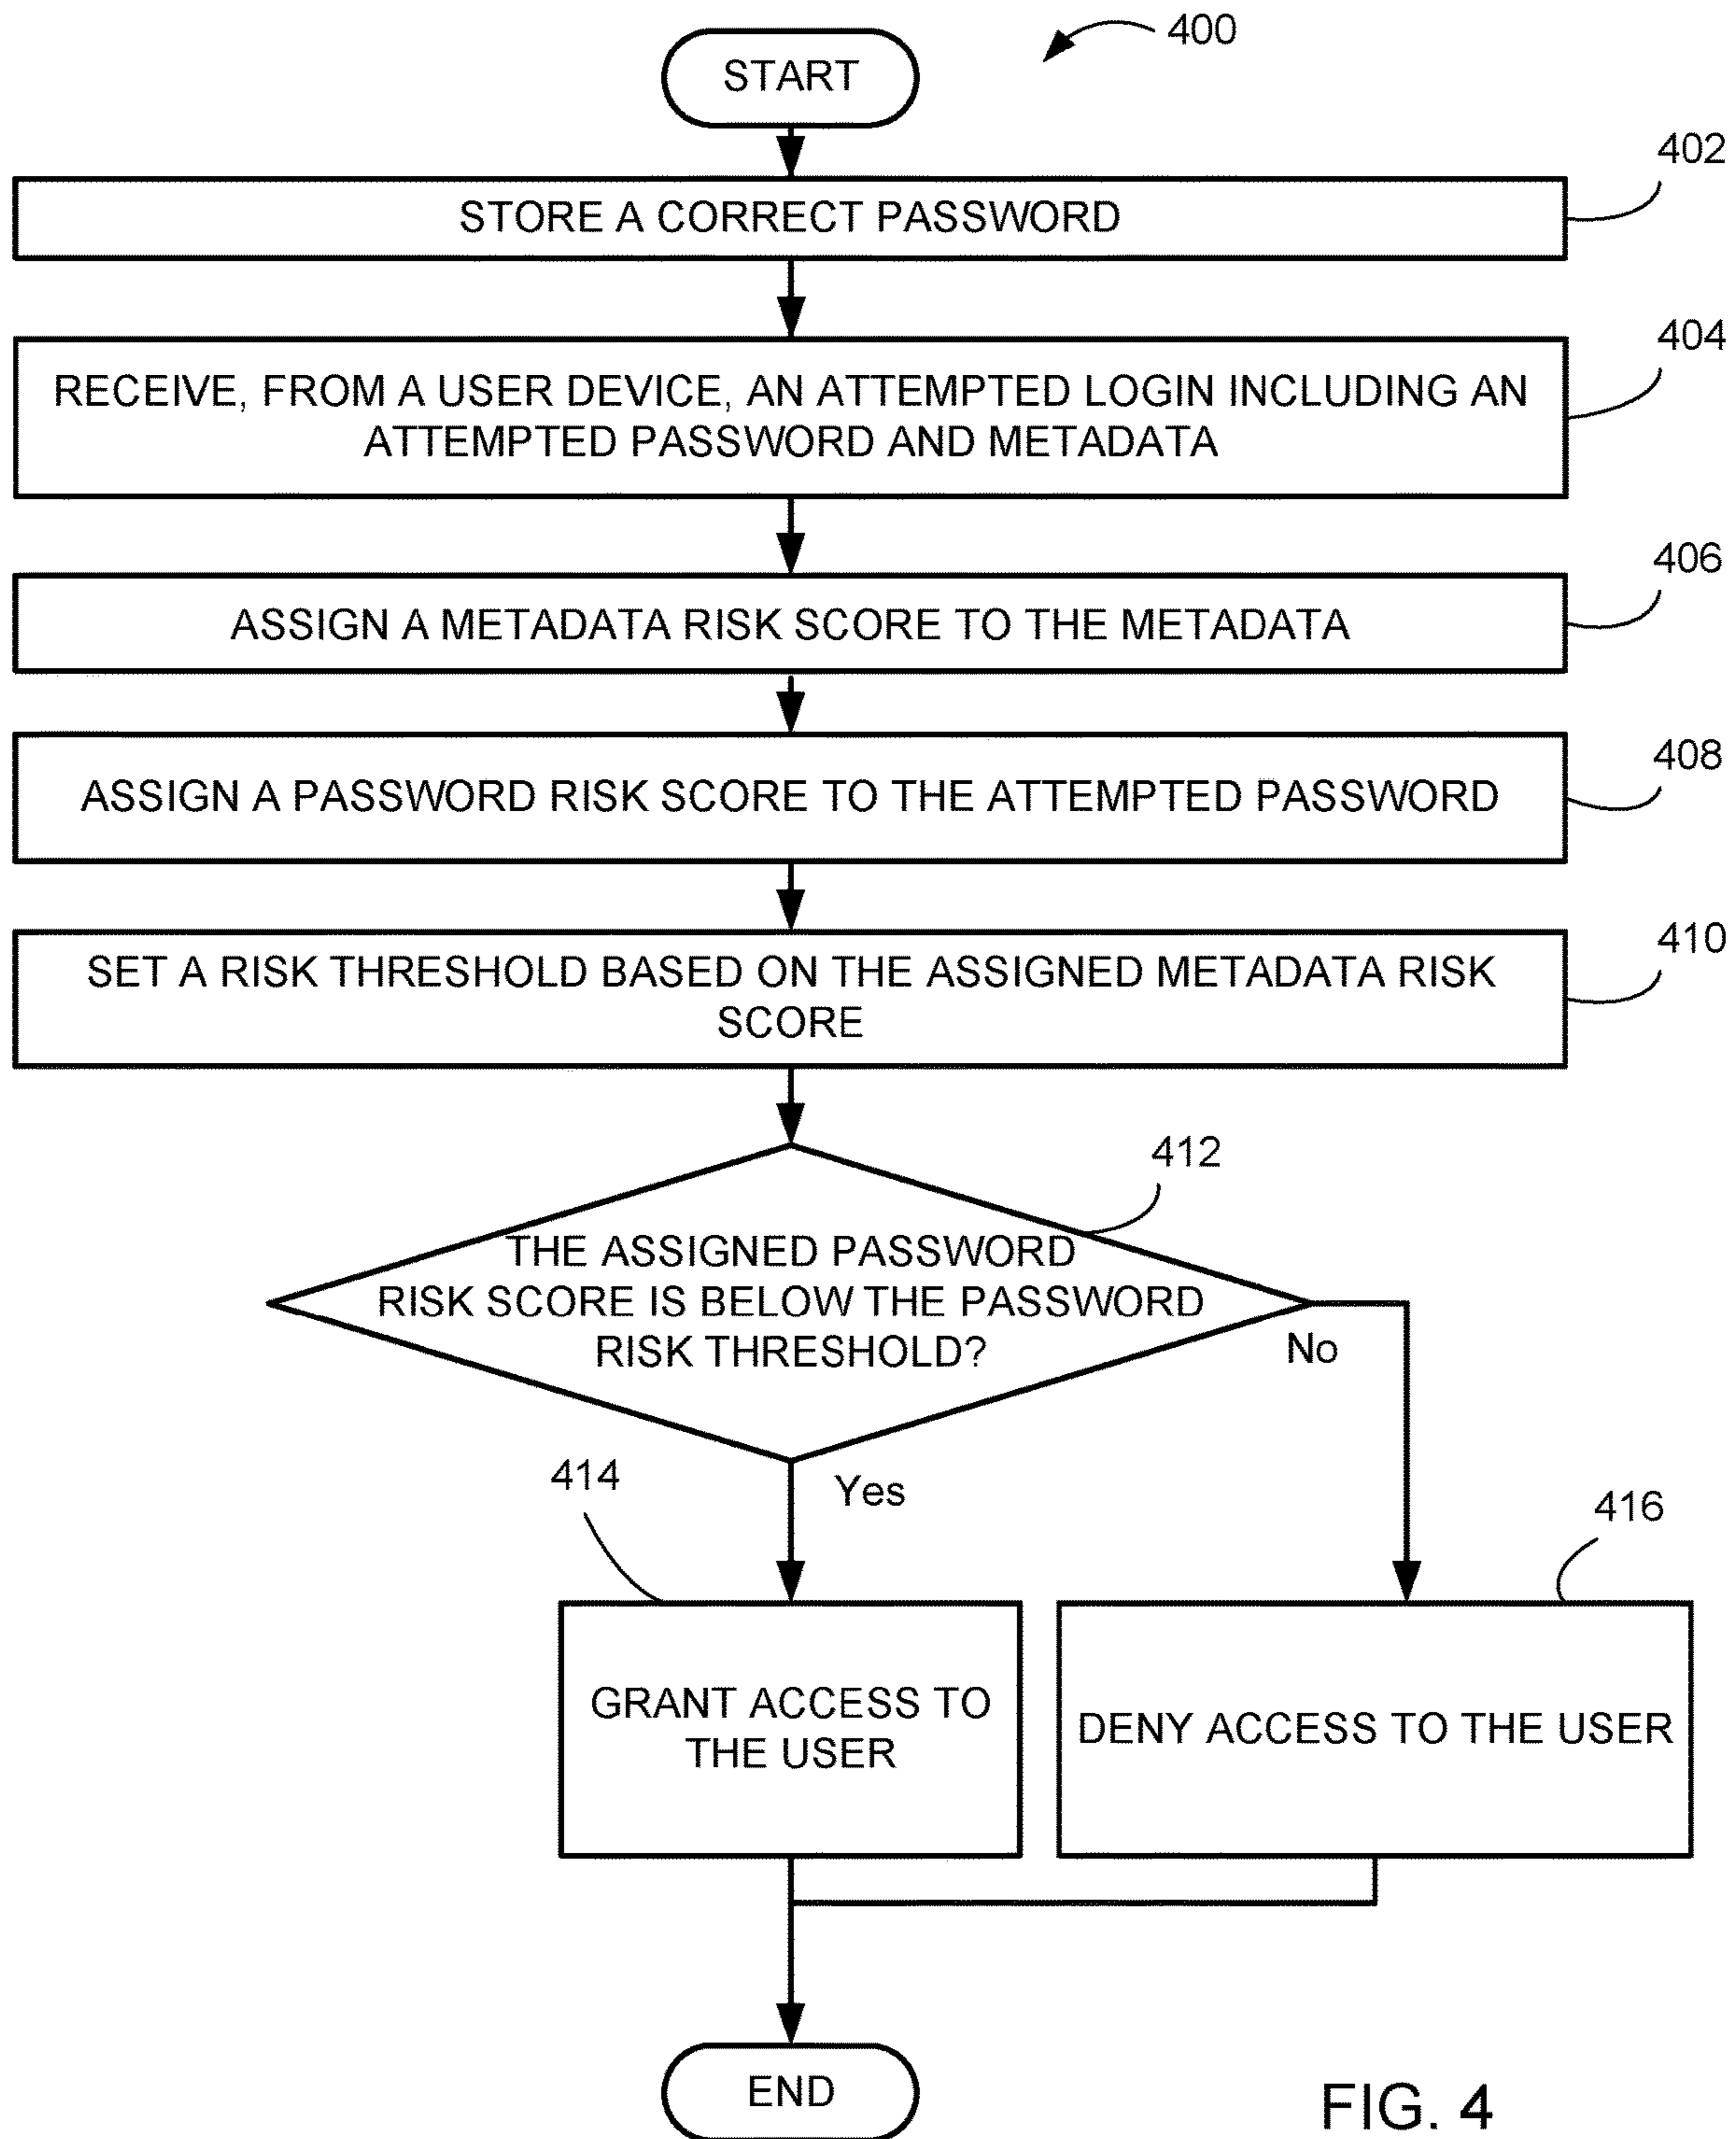 400
START
402
STORE A CORRECT PASSWORD
404
RECEIVE, FROM A USER DEVICE, AN ATTEMPTED LOGIN INCLUDING AN
ATTEMPTED PASSWORD AND METADATA
406
ASSIGN A METADATA RISK SCORE TO THE METADATA
408
ASSIGN A PASSWORD RISK SCORE TO THE ATTEMPTED PASSWORD
410
SET A RISK THRESHOLD BASED ON THE ASSIGNED METADATA RISK
SCORE
412
THE ASSIGNED PASSWORD
RISK SCORE IS BELOW THE PASSWORD
RISK THRESHOLD?
No
Yes
414
416
GRANT ACCESS TO
THE USER
DENY ACCESS TO THE USER
END
FIG. 4